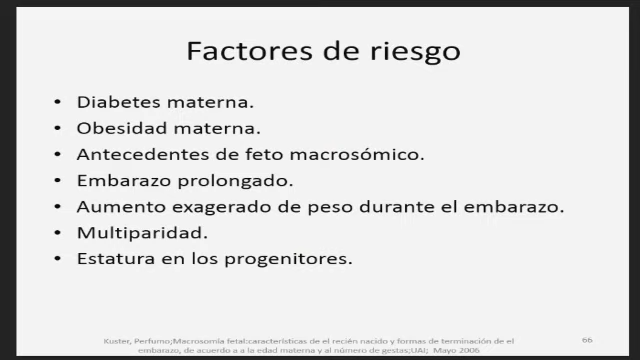 Factores de riesgo
• Diabetes materna.
• Obesidad materna.
• Antecedentes de feto macrosómico.
• Embarazo prolongado.
• Aumento exagerado de peso durante el embarazo.
• Multiparidad.
• Estatura en los progenitores.
Kuster, Perfumo;Macrosomía fetal:características de el recién nacido y formas de terminación de el
embarazo, de acuerdo a a la edad materna y al número de gestas;UAI; Mayo 2006
66